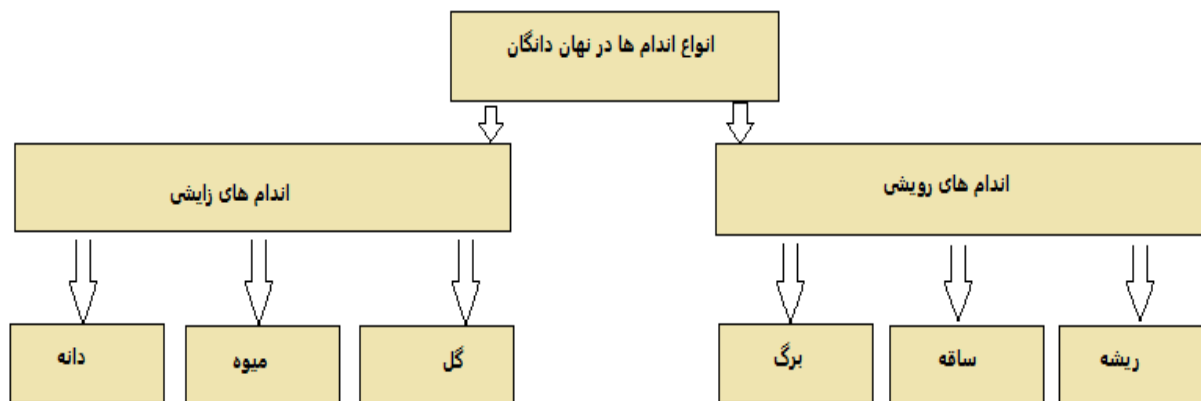 انواع اندام ها در نهان دانگان
اندام های رویشی
اندام های زایشی
ریشه
ساقه
برگ
گل
میوه
دانه